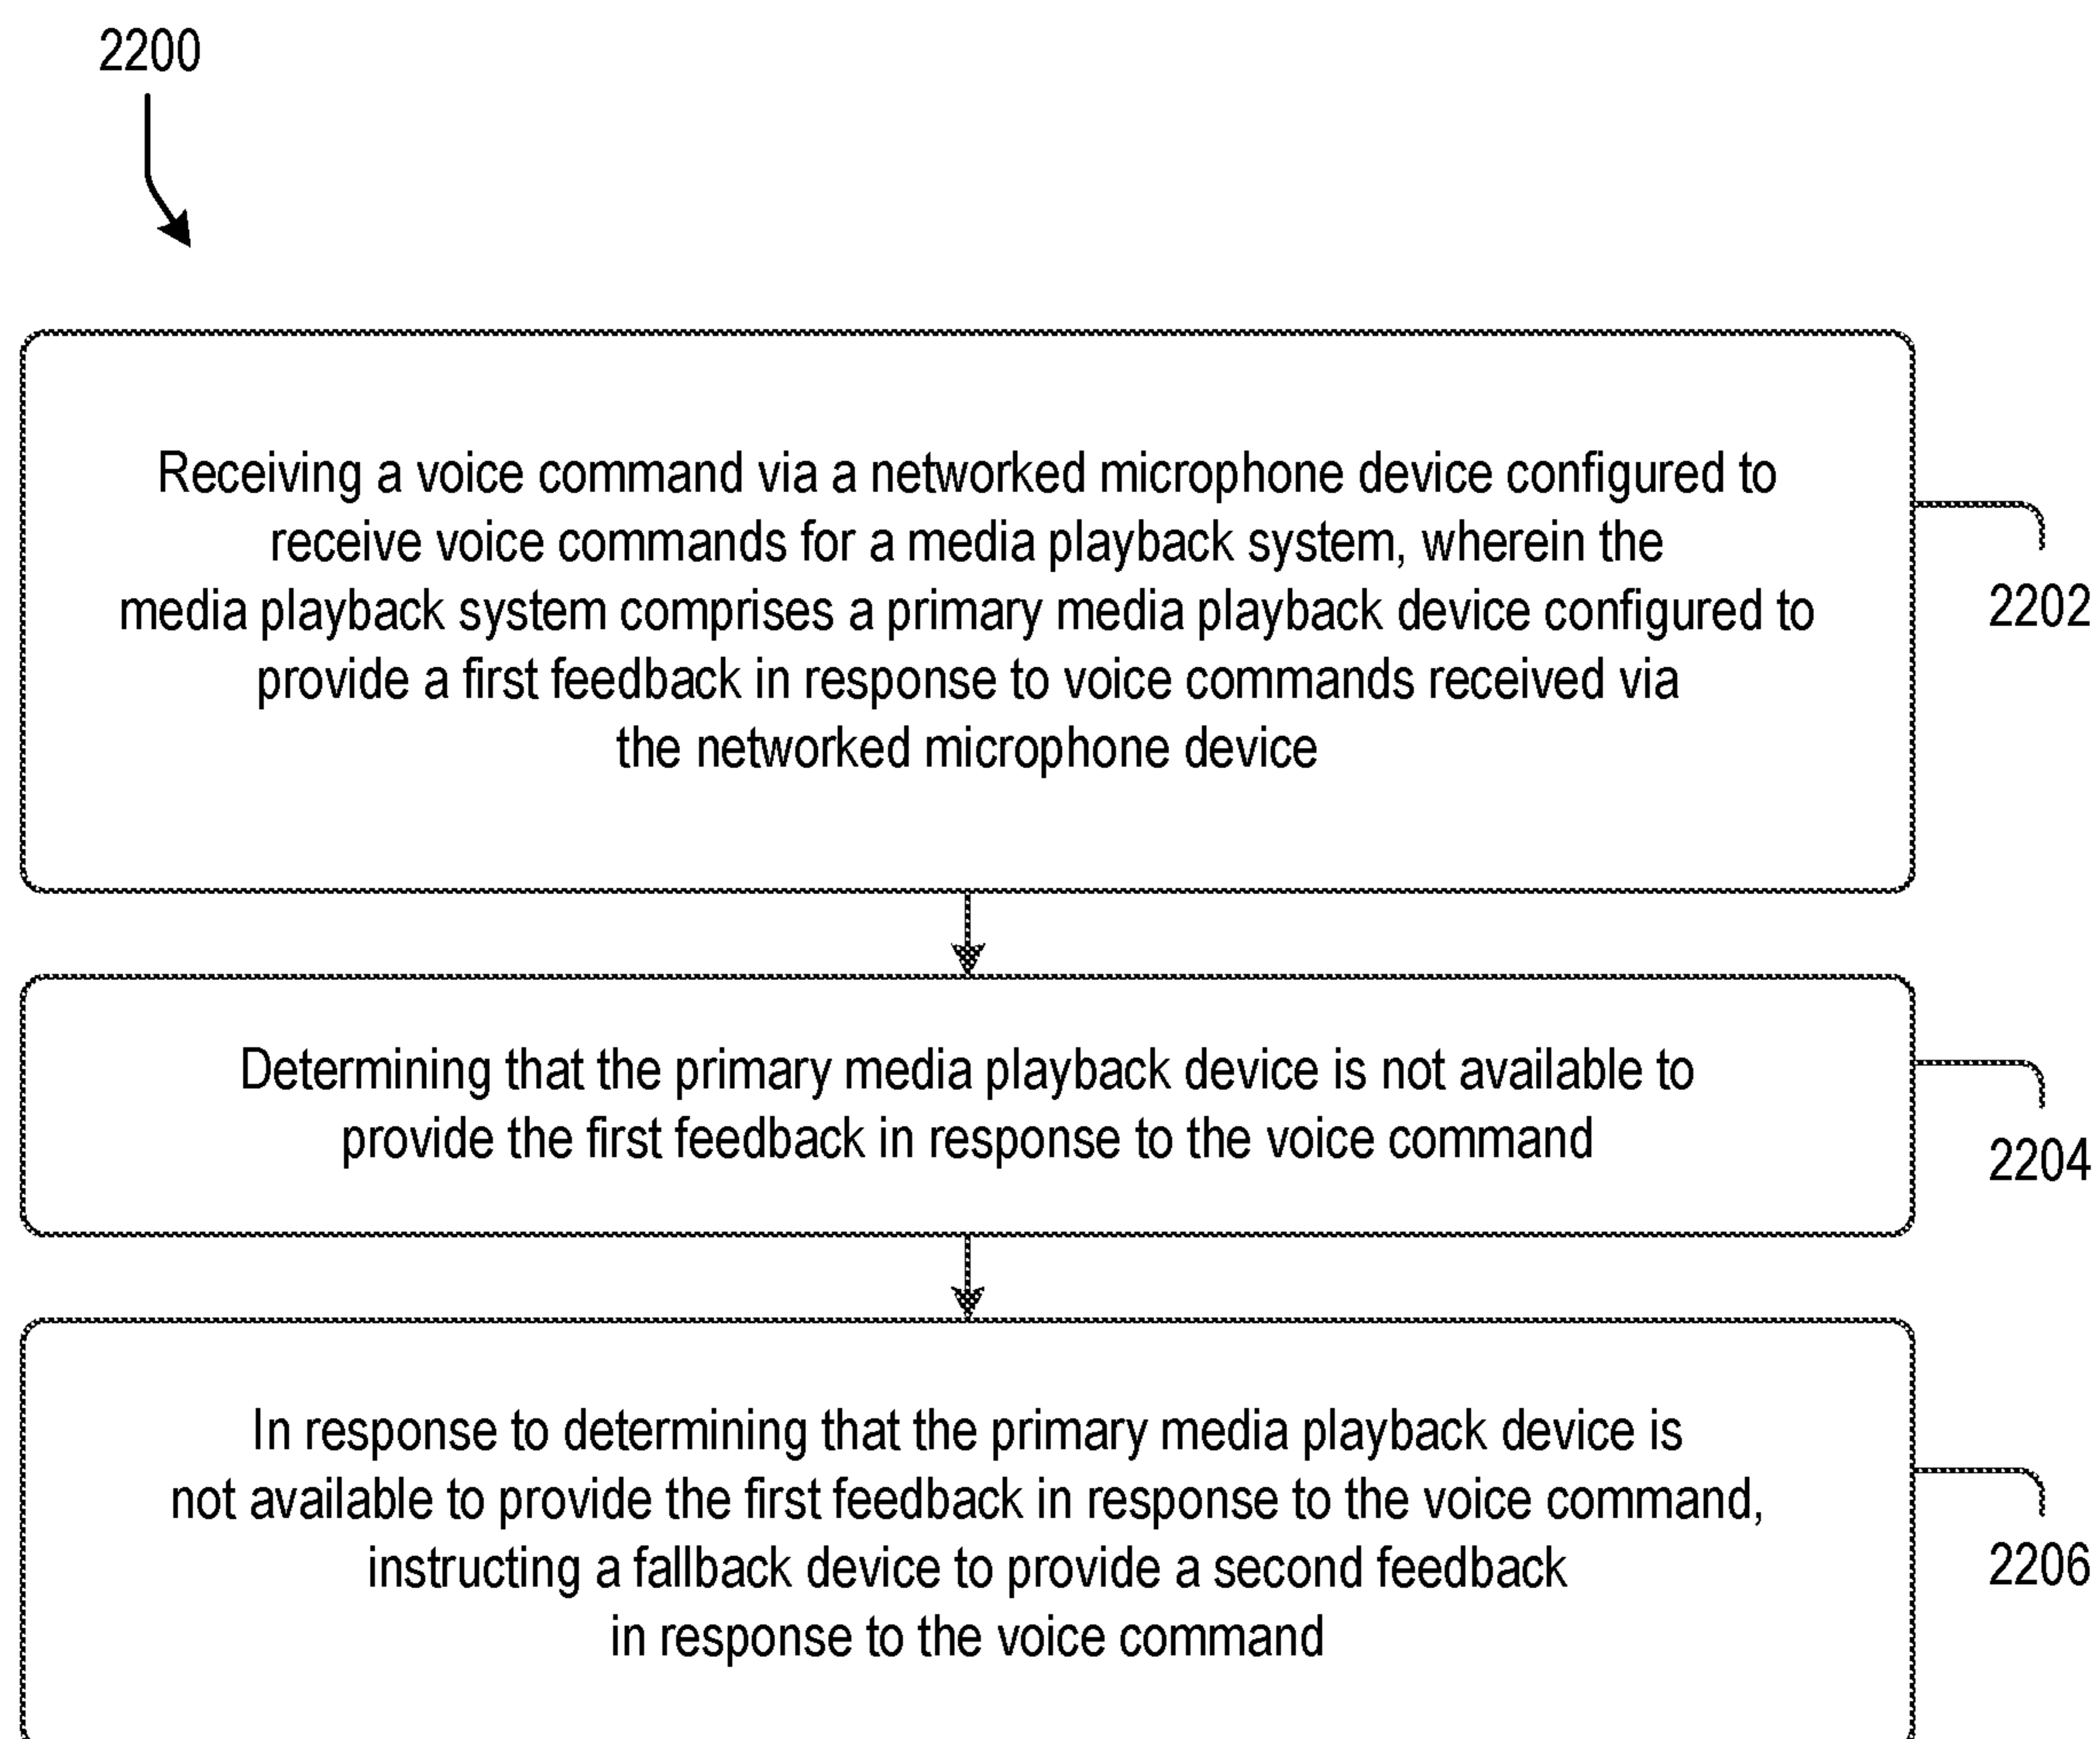 2200
Receiving a voice command via a networked microphone device configured to
receive voice commands for a media playback system, wherein the
media playback system comprises a primary media playback device configured to
provide a first feedback in response to voice commands received via
the networked microphone device
2202
Determining that the primary media playback device is not available to
provide the first feedback in response to the voice command
2204
In response to determining that the primary media playback device is
not available to provide the first feedback in response to the voice command,
instructing a fallback device to provide a second feedback
in response to the voice command
2206